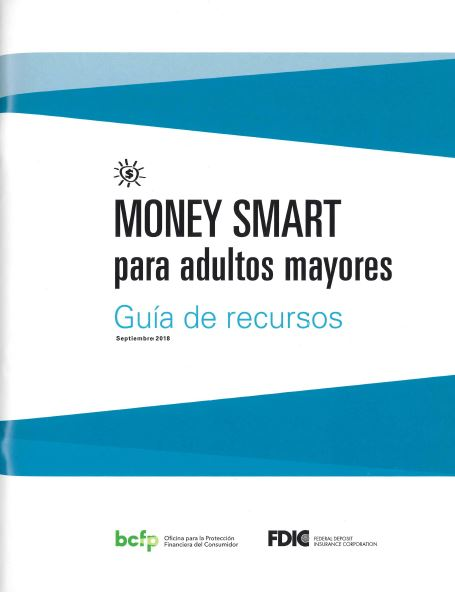 $
MONEY SMART
para adultos mayores
Guía de recursos
Septiembre 2018
bcfp
Oficina para la Protección
Financiera del Consumidor
FDIC
FEDERAL DEPOSIT
INSURANCE CORPORATION